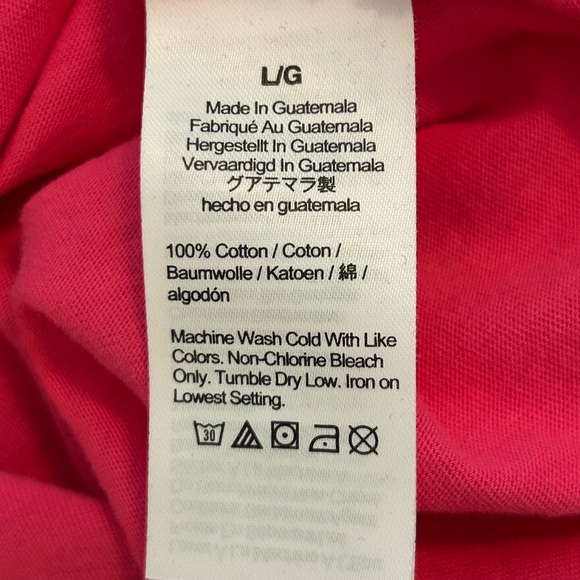 L/G
Made In Guatemala
Fabriqué Au Guatemala
Hergestellt In Guatemala
Vervaardigd In Guatemala
グアテマラ製
hecho en guatemala
100% Cotton / Coton /
Baumwolle / Katoen / 綿 /
algodón
Machine Wash Cold With Like
Colors. Non-Chlorine Bleach
Only. Tumble Dry Low. Iron on
Lowest Setting.
30